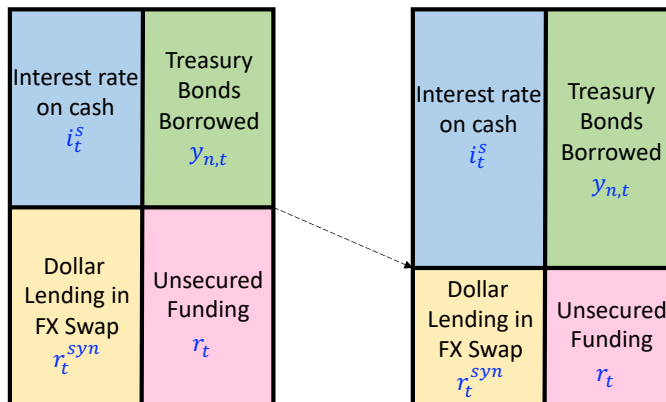 Interest rate
on cash
i_t^s
Treasury
Bonds
Borrowed
y_{n,t}
Dollar
Lending in
FX Swap
r_t^{syn}
Unsecured
Funding
r_t
Interest rate
on cash
i_t^s
Treasury
Bonds
Borrowed
y_{n,t}
Dollar
Lending in
FX Swap
r_t^{syn}
Unsecured
Funding
r_t